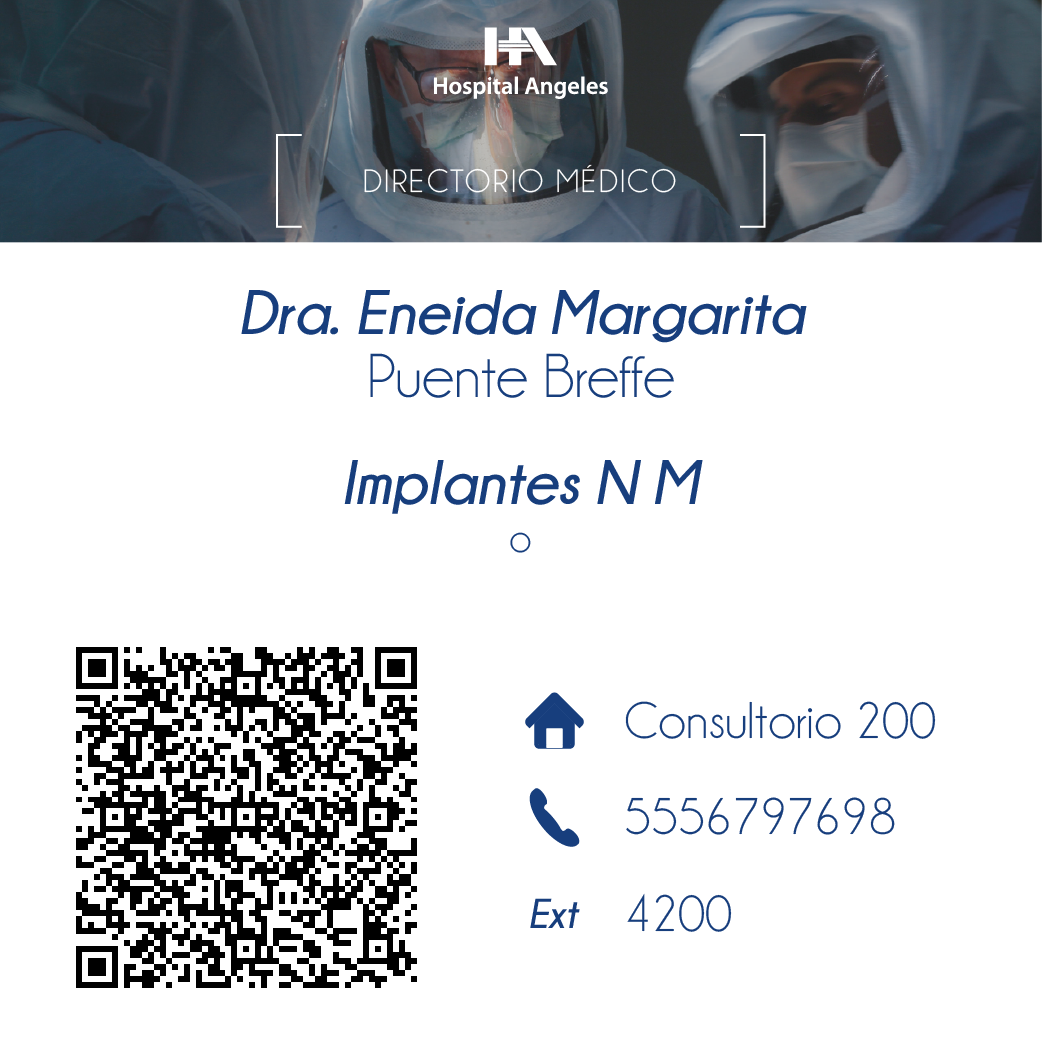 HA
Hospital Angeles
DIRECTORIO MÉDICO
Dra. Eneida Margarita
Puente Breffe
Implantes N M
Consultorio 200
5556797698
Ext 4200